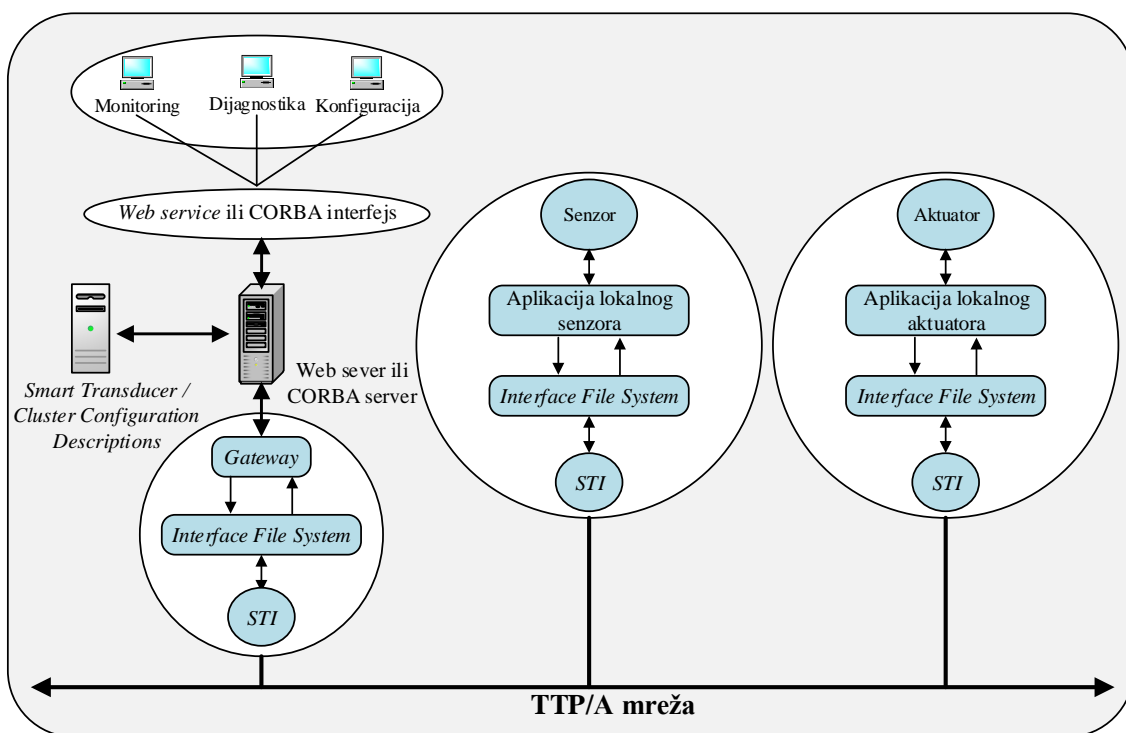 Monitoring
Dijagnostika
Konfiguracija
Web service ili CORBA interfejs
Smart Transducer /
Cluster Configuration
Descriptions
Web sever ili
CORBA server
Gateway
Interface File System
STI
Senzor
Aplikacija lokalnog
senzora
Interface File System
STI
Aktuator
Aplikacija lokalnog
aktuatora
Interface File System
STI
TTP/A mreža